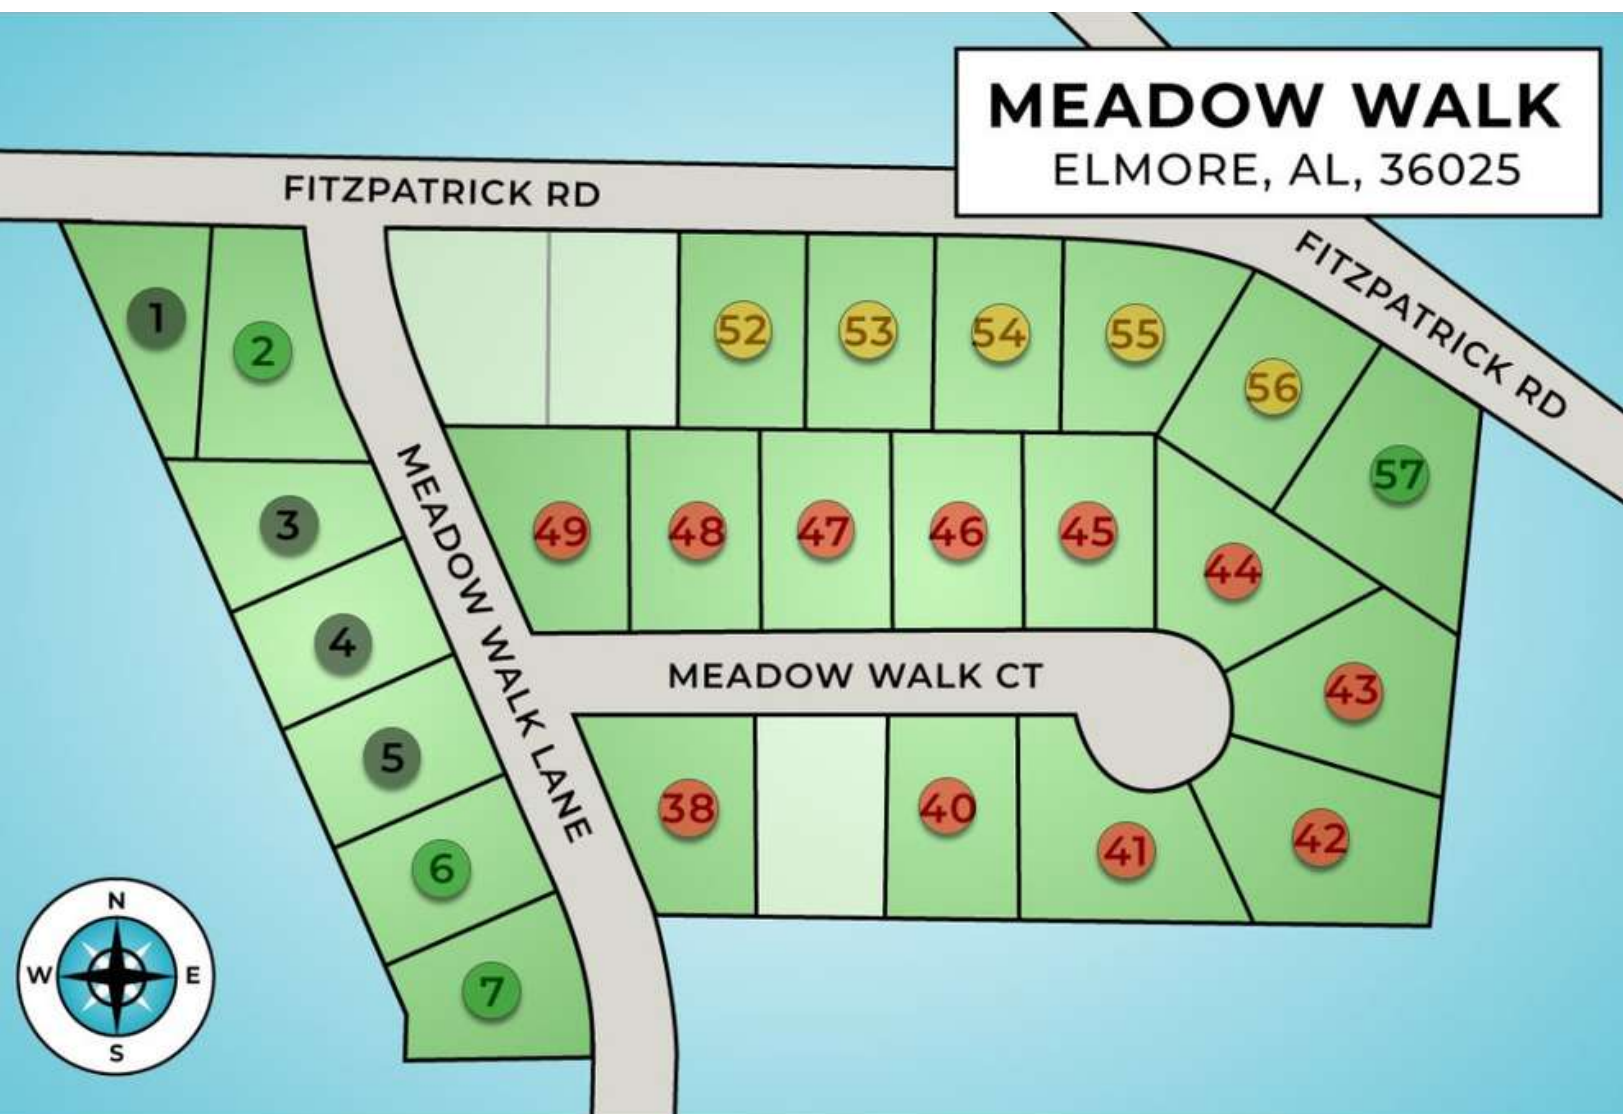 MEADOW WALK
ELMORE, AL, 36025
FITZPATRICK RD
FITZPATRICK RD
1
2
52
53
54
55
56
57
3
49
48
47
46
45
44
MEADOW WALK LANE
4
MEADOW WALK CT
43
5
38
40
41
42
6
7
N
W
E
S